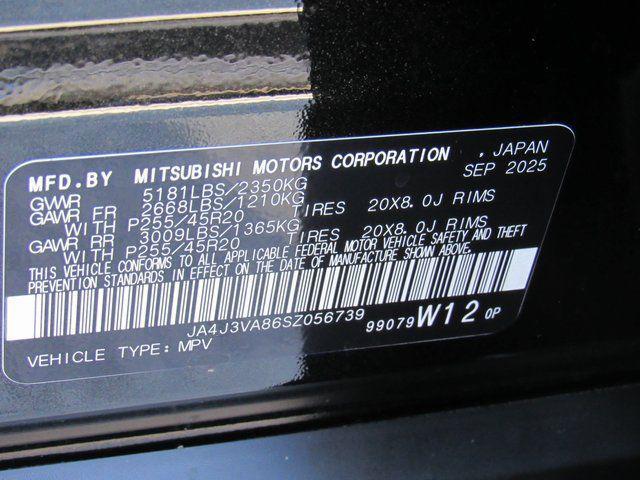 MFD.BY MITSUBISHI MOTORS CORPORATION , JAPAN
SEP 2025
GVWR 5181LBS/2350KG
GAWR FR 2668LBS/1210KG
WITH P255/45R20 TIRES 20X8.0J RIMS
GAWR RR 3009LBS/1365KG
WITH P255/45R20 TIRES 20X8.0J RIMS
THIS VEHICLE CONFORMS TO ALL APPLICABLE FEDERAL MOTOR VEHICLE SAFETY AND THEFT
PREVENTION STANDARDS IN EFFECT ON THE DATE OF MANUFACTURE SHOWN ABOVE.
JA4J3VA86SZ056739
99079 W12 0P
VEHICLE TYPE: MPV